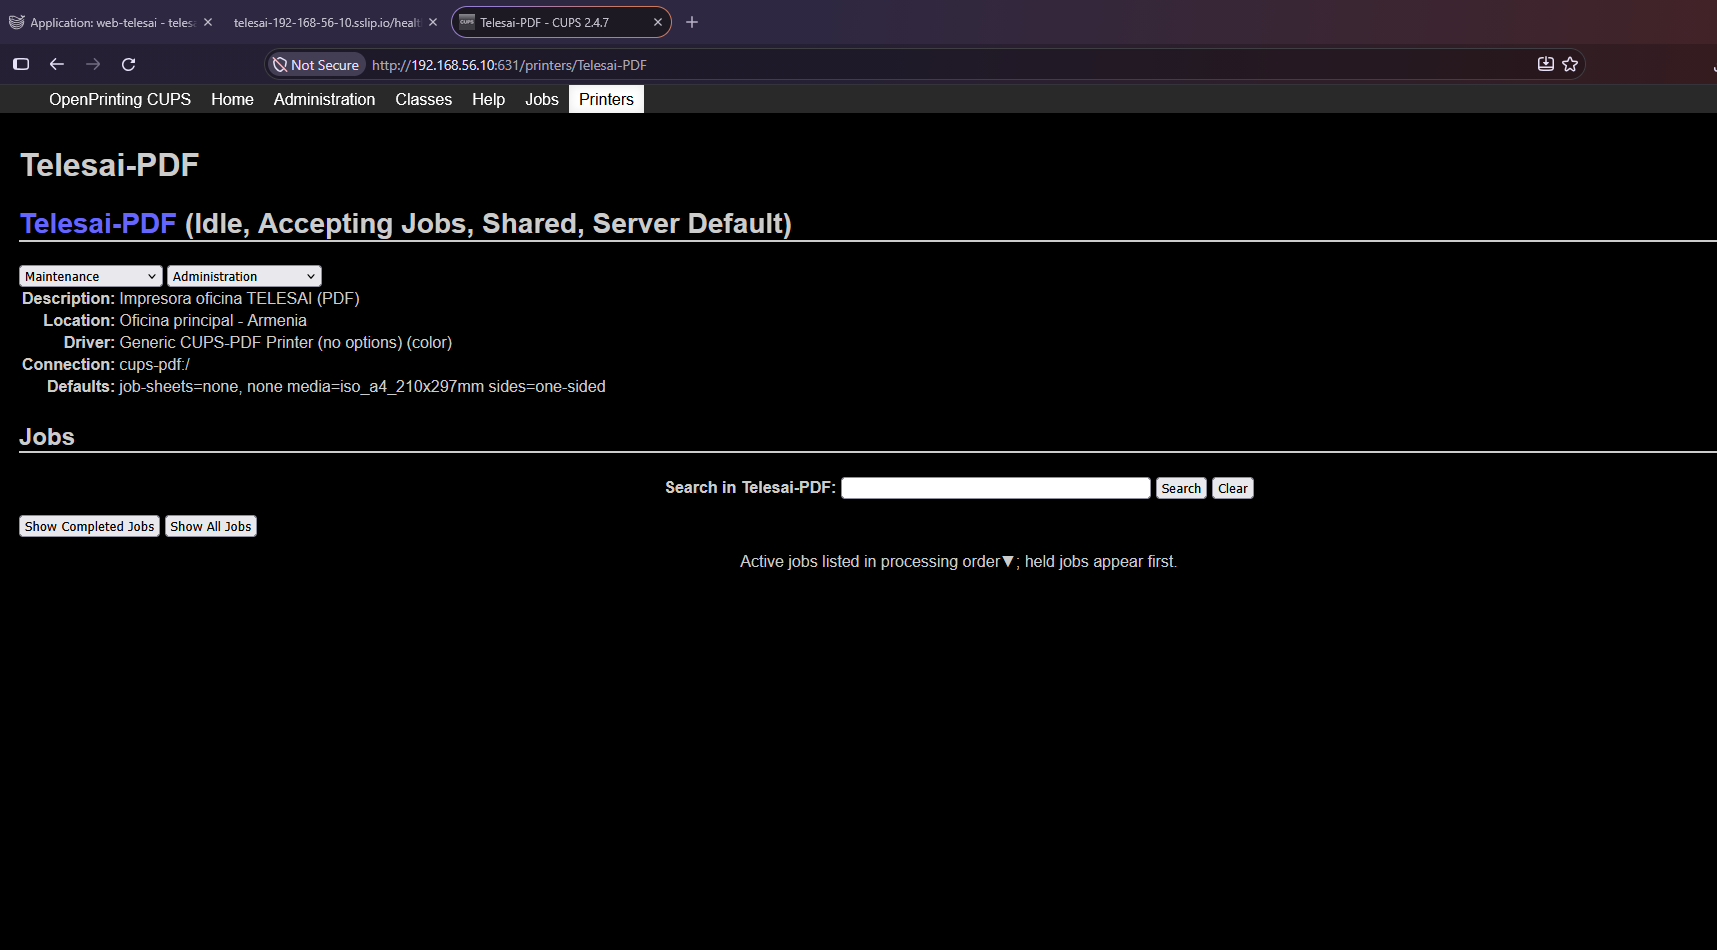 Application: web-telesai - teles
telesai-192-168-56-10.sslip.io/healt
CUPS Telesai-PDF - CUPS 2.4.7
Not Secure http://192.168.56.10:631/printers/Telesai-PDF
OpenPrinting CUPS Home Administration Classes Help Jobs Printers
Telesai-PDF
Telesai-PDF (Idle, Accepting Jobs, Shared, Server Default)
Maintenance Administration
Description: Impresora oficina TELESAI (PDF)
Location: Oficina principal - Armenia
Driver: Generic CUPS-PDF Printer (no options) (color)
Connection: cups-pdf:/
Defaults: job-sheets=none, none media=iso_a4_210x297mm sides=one-sided
Jobs
Search in Telesai-PDF: Search Clear
Show Completed Jobs Show All Jobs
Active jobs listed in processing order▼; held jobs appear first.